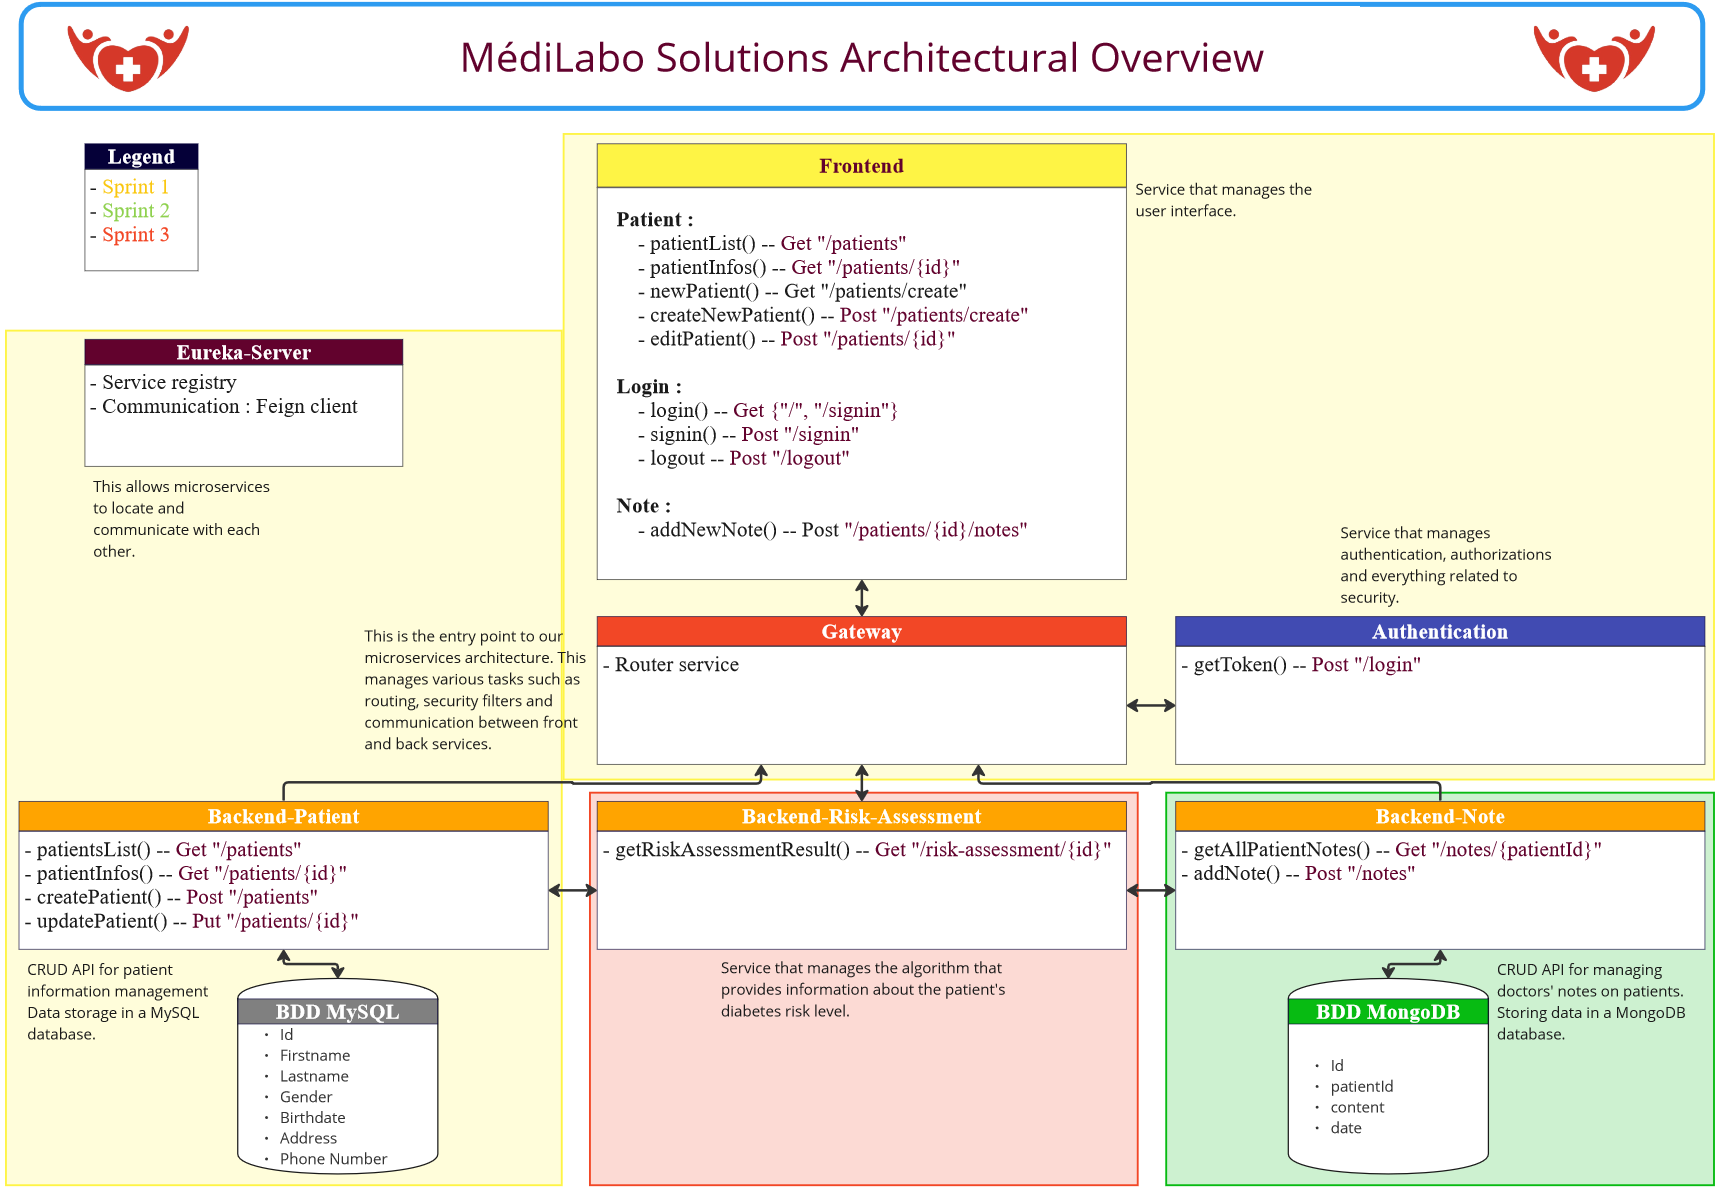 MédiLabo Solutions Architectural Overview
Legend
- Sprint 1
- Sprint 2
- Sprint 3
Frontend
Patient :
- patientList() -- Get "/patients"
- patientInfos() -- Get "/patients/{id}"
- newPatient() -- Get "/patients/create"
- createNewPatient() -- Post "/patients/create"
- editPatient() -- Post "/patients/{id}"
Login :
- login() -- Get {"/", "/signin"}
- signin() -- Post "/signin"
- logout -- Post "/logout"
Note :
- addNewNote() -- Post "/patients/{id}/notes"
Service that manages the
user interface.
Eureka-Server
- Service registry
- Communication : Feign client
This allows microservices
to locate and
communicate with each
other.
Service that manages
authentication, authorizations
and everything related to
security.
This is the entry point to our
microservices architecture. This
manages various tasks such as
routing, security filters and
communication between front
and back services.
Gateway
- Router service
Authentication
- getToken() -- Post "/login"
Backend-Patient
- patientsList() -- Get "/patients"
- patientInfos() -- Get "/patients/{id}"
- createPatient() -- Post "/patients"
- updatePatient() -- Put "/patients/{id}"
Backend-Risk-Assessment
- getRiskAssessmentResult() -- Get "/risk-assessment/{id}"
Backend-Note
- getAllPatientNotes() -- Get "/notes/{patientId}"
- addNote() -- Post "/notes"
CRUD API for patient
information management
Data storage in a MySQL
database.
BDD MySQL
• Id
• Firstname
• Lastname
• Gender
• Birthdate
• Address
• Phone Number
Service that manages the algorithm that
provides information about the patient's
diabetes risk level.
BDD MongoDB
• Id
• patientId
• content
• date
CRUD API for managing
doctors' notes on patients.
Storing data in a MongoDB
database.